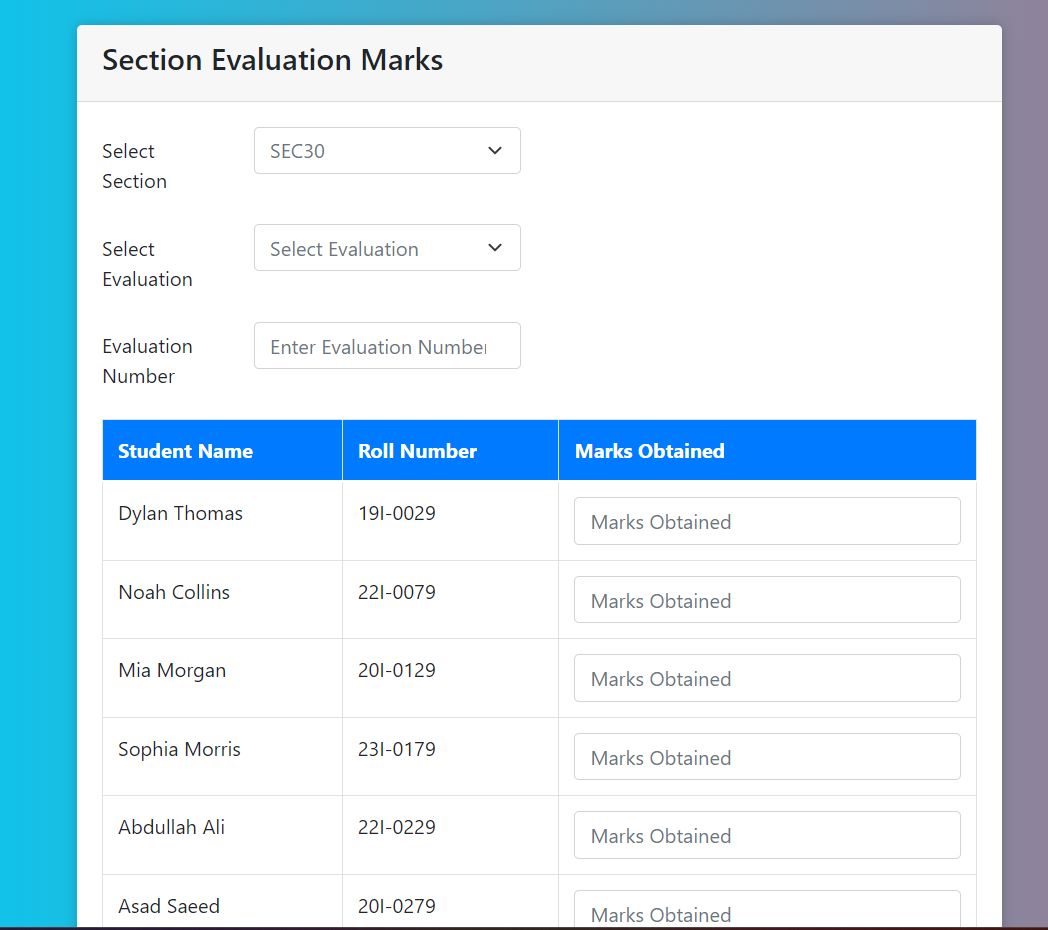 Section Evaluation Marks
Select
Section
SEC30
Select
Evaluation
Select Evaluation
Evaluation
Number
Enter Evaluation Number
Student Name Roll Number Marks Obtained
Dylan Thomas 19I-0029 Marks Obtained
Noah Collins 22I-0079 Marks Obtained
Mia Morgan 20I-0129 Marks Obtained
Sophia Morris 23I-0179 Marks Obtained
Abdullah Ali 22I-0229 Marks Obtained
Asad Saeed 20I-0279 Marks Obtained